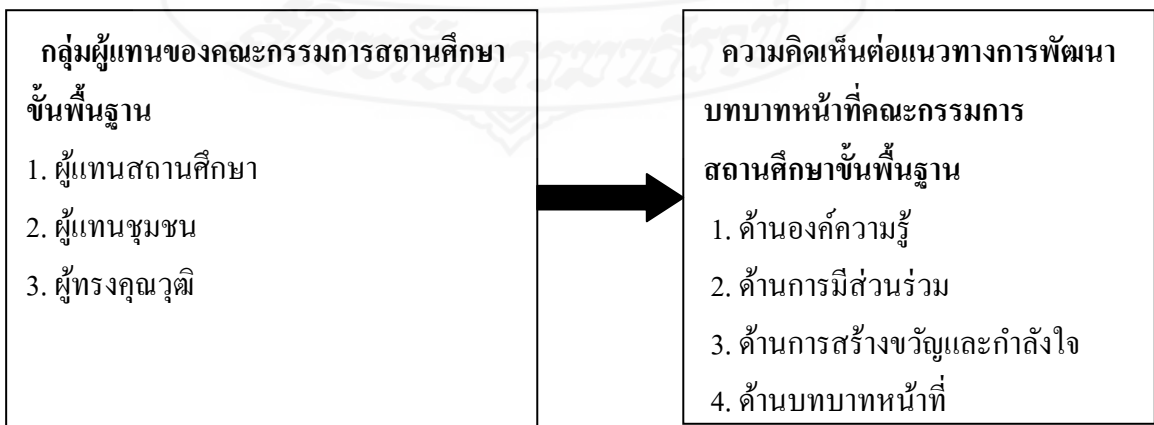 กลุ่มผู้แทนของคณะกรรมการสถานศึกษา
ขั้นพื้นฐาน
1. ผู้แทนสถานศึกษา
2. ผู้แทนชุมชน
3. ผู้ทรงคุณวุฒิ
ความคิดเห็นต่อแนวทางการพัฒนา
บทบาทหน้าที่คณะกรรมการ
สถานศึกษาขั้นพื้นฐาน
1. ด้านองค์ความรู้
2. ด้านการมีส่วนร่วม
3. ด้านการสร้างขวัญและกำลังใจ
4. ด้านบทบาทหน้าที่